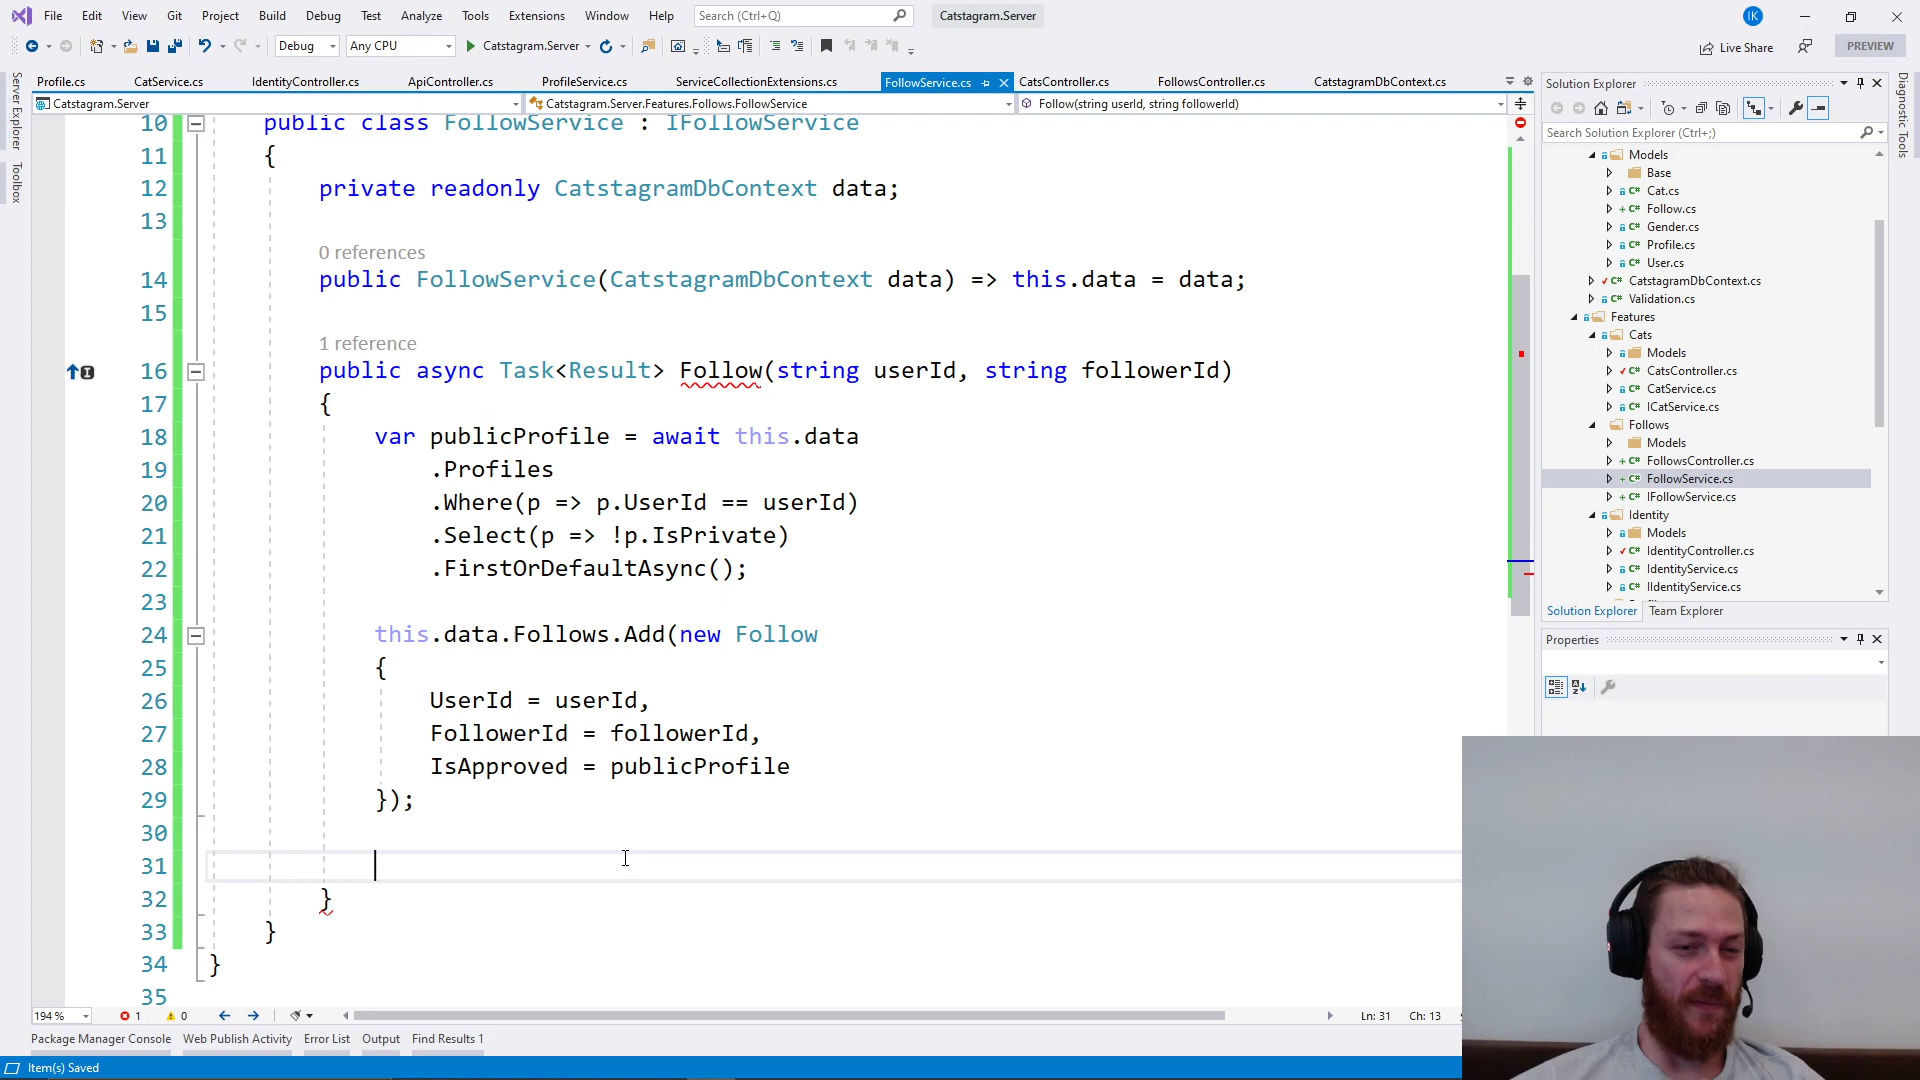 File Edit View Git Project Build Debug Test Analyze Tools Extensions Window Help Search (Ctrl+Q) Catstagram.Server IK
Debug Any CPU Catstagram.Server Live Share PREVIEW
Profile.cs CatService.cs IdentityController.cs ApiController.cs ProfileService.cs ServiceCollectionExtensions.cs FollowService.cs CatsController.cs FollowsController.cs CatstagramDbContext.cs
Catstagram.Server Catstagram.Server.Features.Follows.FollowService Follow(string userId, string followerId)
Server Explorer
Toolbox
10 public class FollowService : IFollowService
11 {
12 private readonly CatstagramDbContext data;
13
0 references
14 public FollowService(CatstagramDbContext data) => this.data = data;
15
1 reference
16 public async Task<Result> Follow(string userId, string followerId)
17 {
18 var publicProfile = await this.data
19 .Profiles
20 .Where(p => p.UserId == userId)
21 .Select(p => !p.IsPrivate)
22 .FirstOrDefaultAsync();
23
24 this.data.Follows.Add(new Follow
25 {
26 UserId = userId,
27 FollowerId = followerId,
28 IsApproved = publicProfile
29 });
30
31
32 }
33 }
34 }
35
194 % 1 0 Ln: 31 Ch: 13
Package Manager Console Web Publish Activity Error List Output Find Results 1
Item(s) Saved
Solution Explorer
Search Solution Explorer (Ctrl+;)
Models
Base
Cat.cs
Follow.cs
Gender.cs
Profile.cs
User.cs
CatstagramDbContext.cs
Validation.cs
Features
Cats
Models
CatsController.cs
CatService.cs
ICatService.cs
Follows
Models
FollowsController.cs
FollowService.cs
IFollowService.cs
Identity
Models
IdentityController.cs
IdentityService.cs
IIdentityService.cs
Solution Explorer Team Explorer
Properties
Diagnostic Tools